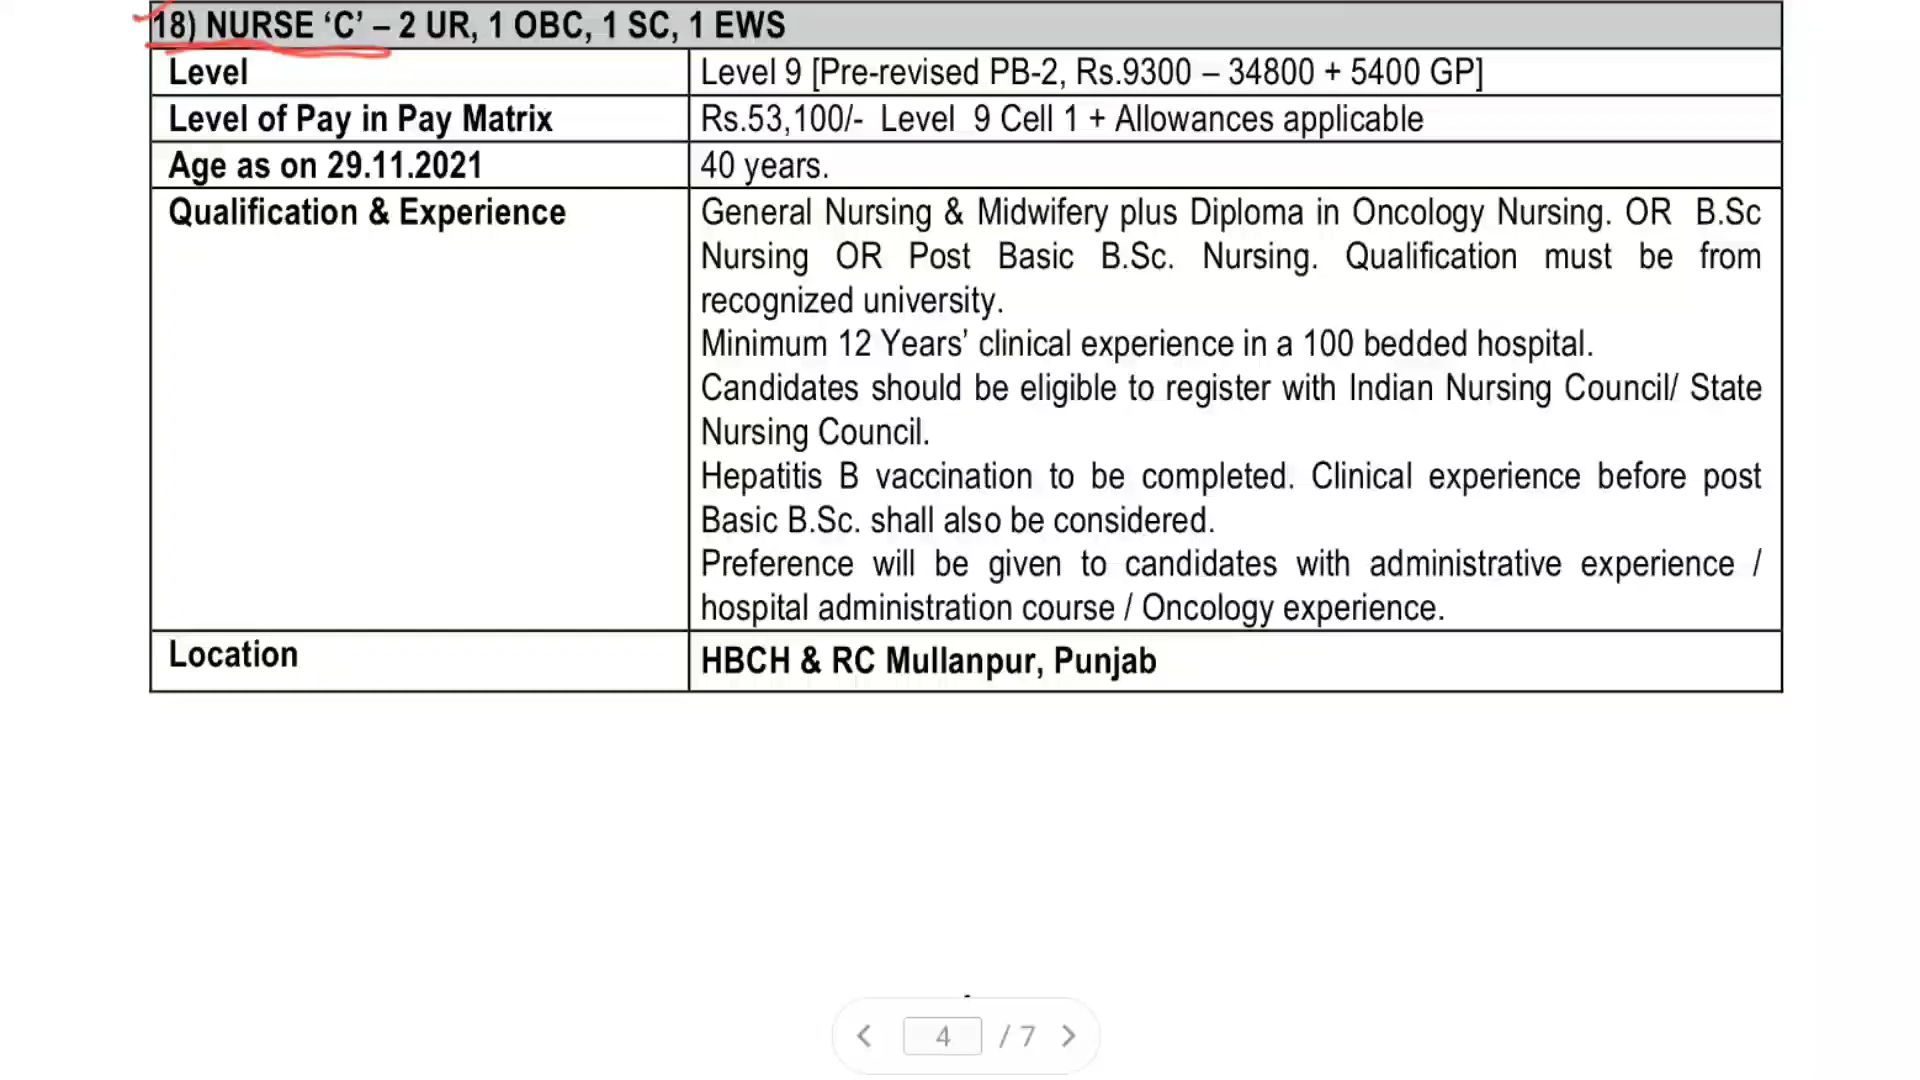 18) NURSE ‘C’ – 2 UR, 1 OBC, 1 SC, 1 EWS
Level
Level 9 [Pre-revised PB-2, Rs.9300 – 34800 + 5400 GP]
Level of Pay in Pay Matrix
Rs.53,100/- Level 9 Cell 1 + Allowances applicable
Age as on 29.11.2021
40 years.
Qualification & Experience
General Nursing & Midwifery plus Diploma in Oncology Nursing. OR B.Sc
Nursing OR Post Basic B.Sc. Nursing. Qualification must be from
recognized university.
Minimum 12 Years’ clinical experience in a 100 bedded hospital.
Candidates should be eligible to register with Indian Nursing Council/ State
Nursing Council.
Hepatitis B vaccination to be completed. Clinical experience before post
Basic B.Sc. shall also be considered.
Preference will be given to candidates with administrative experience /
hospital administration course / Oncology experience.
Location
HBCH & RC Mullanpur, Punjab
4 / 7